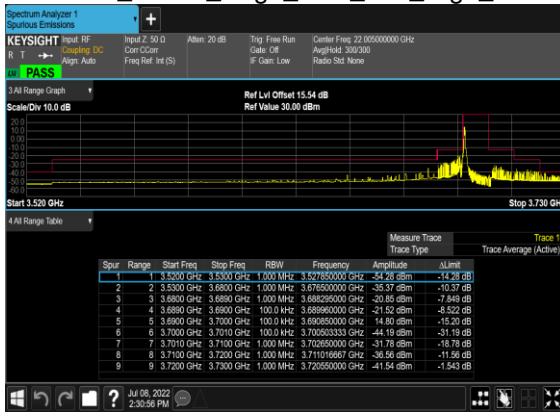 Spectrum Analyzer 1
Spurious Emissions
+
KEYSIGHT Input: RF Input Z: 50 Ω Atten: 20 dB Trig: Free Run Center Freq: 22.005000000 GHz
R T Coupling: DC Corr CCorr Gate: Off Avg|Hold: 300/300
Align: Auto Freq Ref: Int (S) IF Gain: Low Radio Std: None
PASS
3 All Range Graph
Ref Lvl Offset 15.54 dB
Scale/Div 10.0 dB Ref Value 30.00 dBm
20.0
10.0
0.00
-10.0
-20.0
-30.0
-40.0
-50.0
-60.0
Start 3.520 GHz Stop 3.730 GH
4 All Range Table
Measure Trace Trace 1
Trace Type Trace Average (Active)
Spur Range Start Freq Stop Freq RBW Frequency Amplitude ΔLimit
1 1 3.5200 GHz 3.5300 GHz 1.000 MHz 3.527850000 GHz -54.28 dBm -14.28 dB
2 2 3.5300 GHz 3.6800 GHz 1.000 MHz 3.676500000 GHz -35.37 dBm -10.37 dB
3 3 3.6800 GHz 3.6890 GHz 1.000 MHz 3.688295000 GHz -20.85 dBm -7.849 dB
4 4 3.6890 GHz 3.6900 GHz 100.0 kHz 3.689960000 GHz -21.52 dBm -8.522 dB
5 5 3.6900 GHz 3.7000 GHz 100.0 kHz 3.690850000 GHz 14.80 dBm -15.20 dB
6 6 3.7000 GHz 3.7010 GHz 100.0 kHz 3.700503333 GHz -44.19 dBm -31.19 dB
7 7 3.7010 GHz 3.7100 GHz 1.000 MHz 3.702650000 GHz -31.78 dBm -18.78 dB
8 8 3.7100 GHz 3.7200 GHz 1.000 MHz 3.711016667 GHz -36.56 dBm -11.56 dB
9 9 3.7200 GHz 3.7300 GHz 1.000 MHz 3.720550000 GHz -41.54 dBm -1.543 dB
? Jul 08, 2022
2:30:56 PM